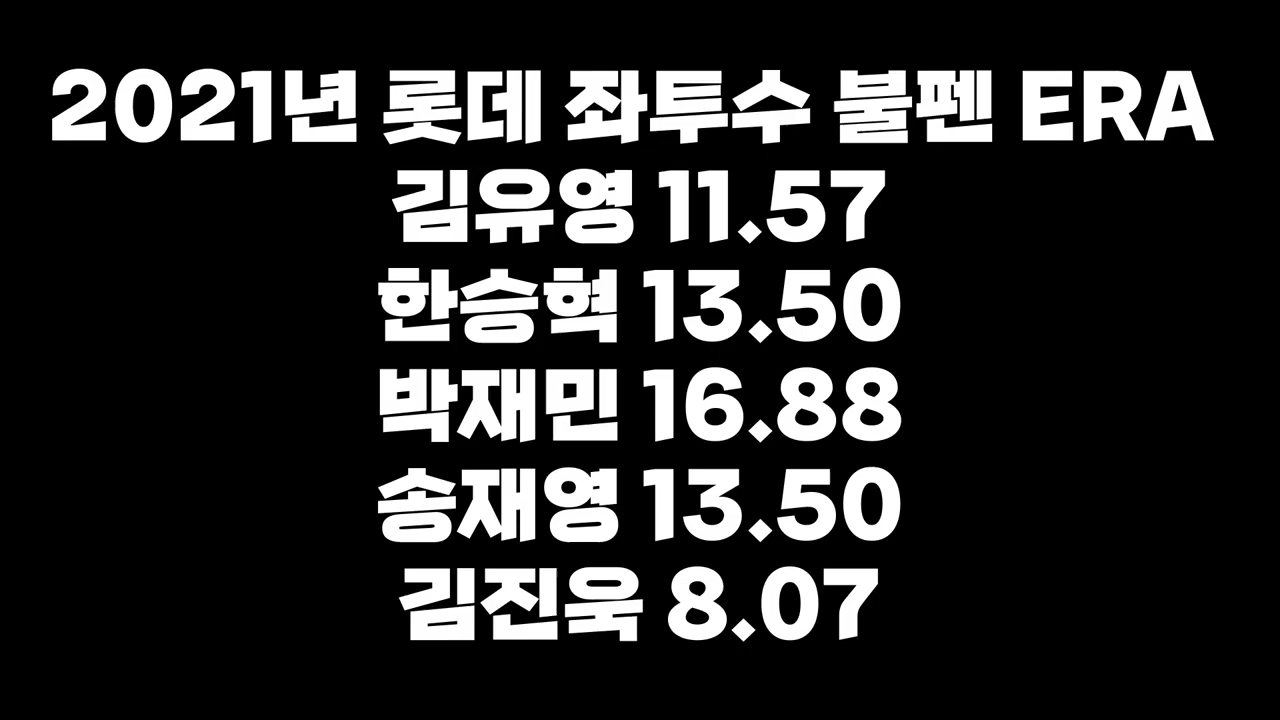 2021년 롯데 좌투수 불펜 ERA
김유영 11.57
한승혁 13.50
박재민 16.88
송재영 13.50
김진욱 8.07